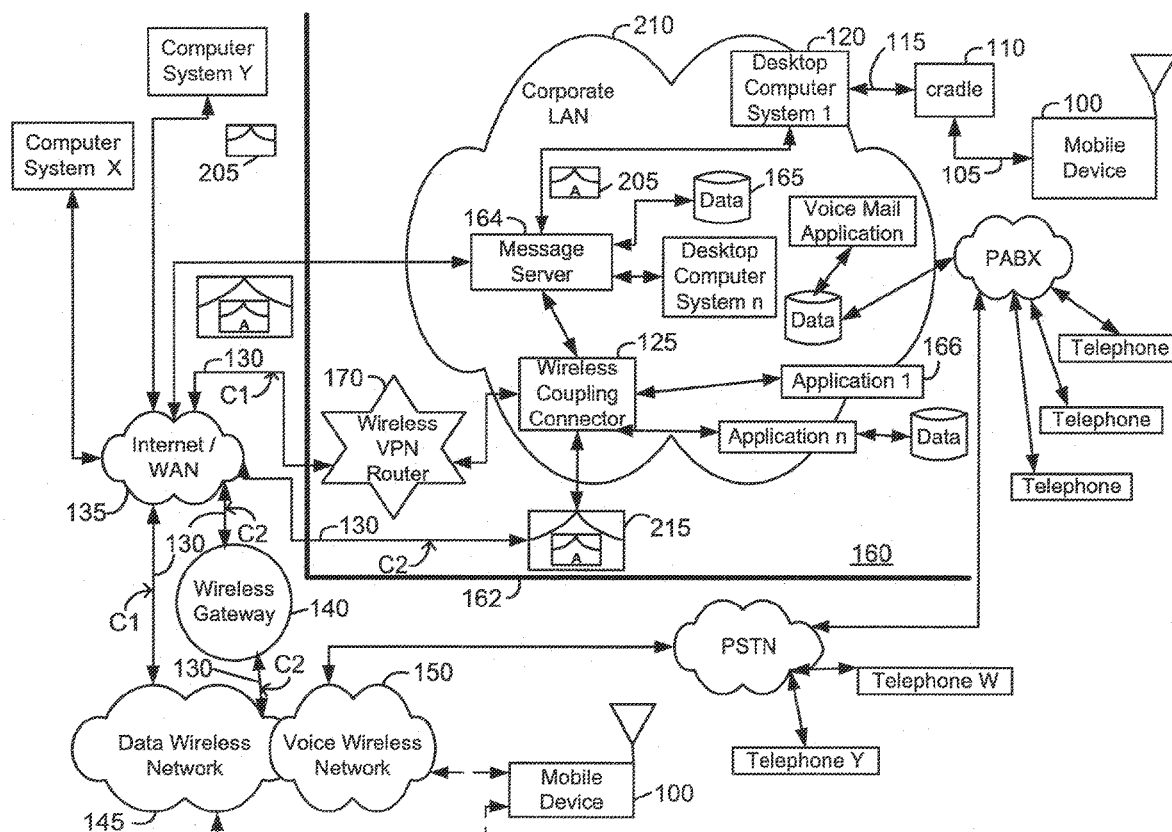 210
120
115
110
Computer
System Y
Desktop
Computer
System 1
cradle
100
Corporate
LAN
Mobile
Device
Computer
System X
205
105
A
205
165
Data
164
Voice Mail
Application
Message
Server
Desktop
Computer
System n
PABX
A
Data
125
Telephone
130
C1
170
Wireless
Coupling
Connector
166
Application 1
Wireless
VPN
Router
Telephone
Internet /
WAN
Application n
Data
Telephone
135
130
215
C2
130
C2
A
160
Wireless
Gateway
140
162
C1
130
C2
150
PSTN
Telephone W
Data Wireless
Network
Voice Wireless
Network
Mobile
Device
Telephone Y
100
145